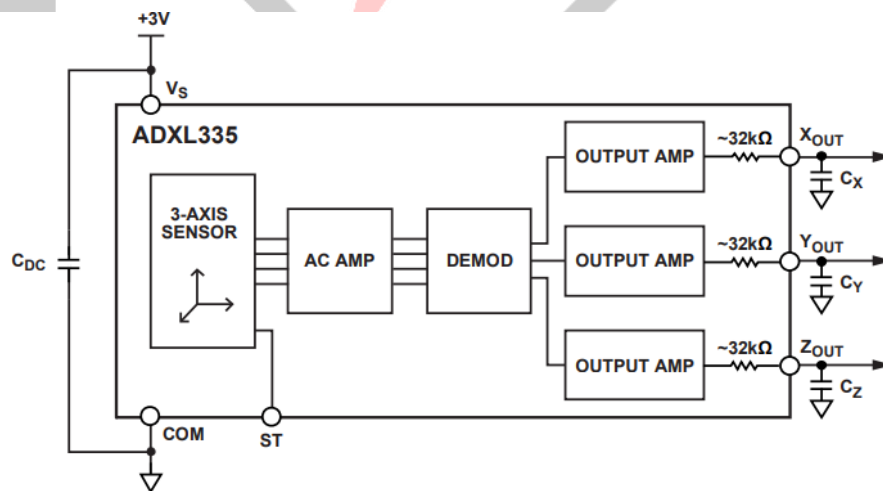 +3V
VS
ADXL335
3-AXIS
SENSOR
AC AMP
DEMOD
OUTPUT AMP
~32kΩ
XOUT
CX
OUTPUT AMP
~32kΩ
YOUT
CY
OUTPUT AMP
~32kΩ
ZOUT
CZ
CDC
COM
ST